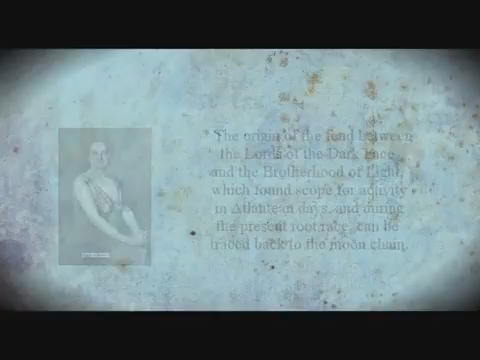 "The origin of the feud between
the Lords of the Dark Face
and the Brotherhood of Light,
which found scope for activity
in Atlantean days, and during
the present root race, can be
traced back to the moon chain.